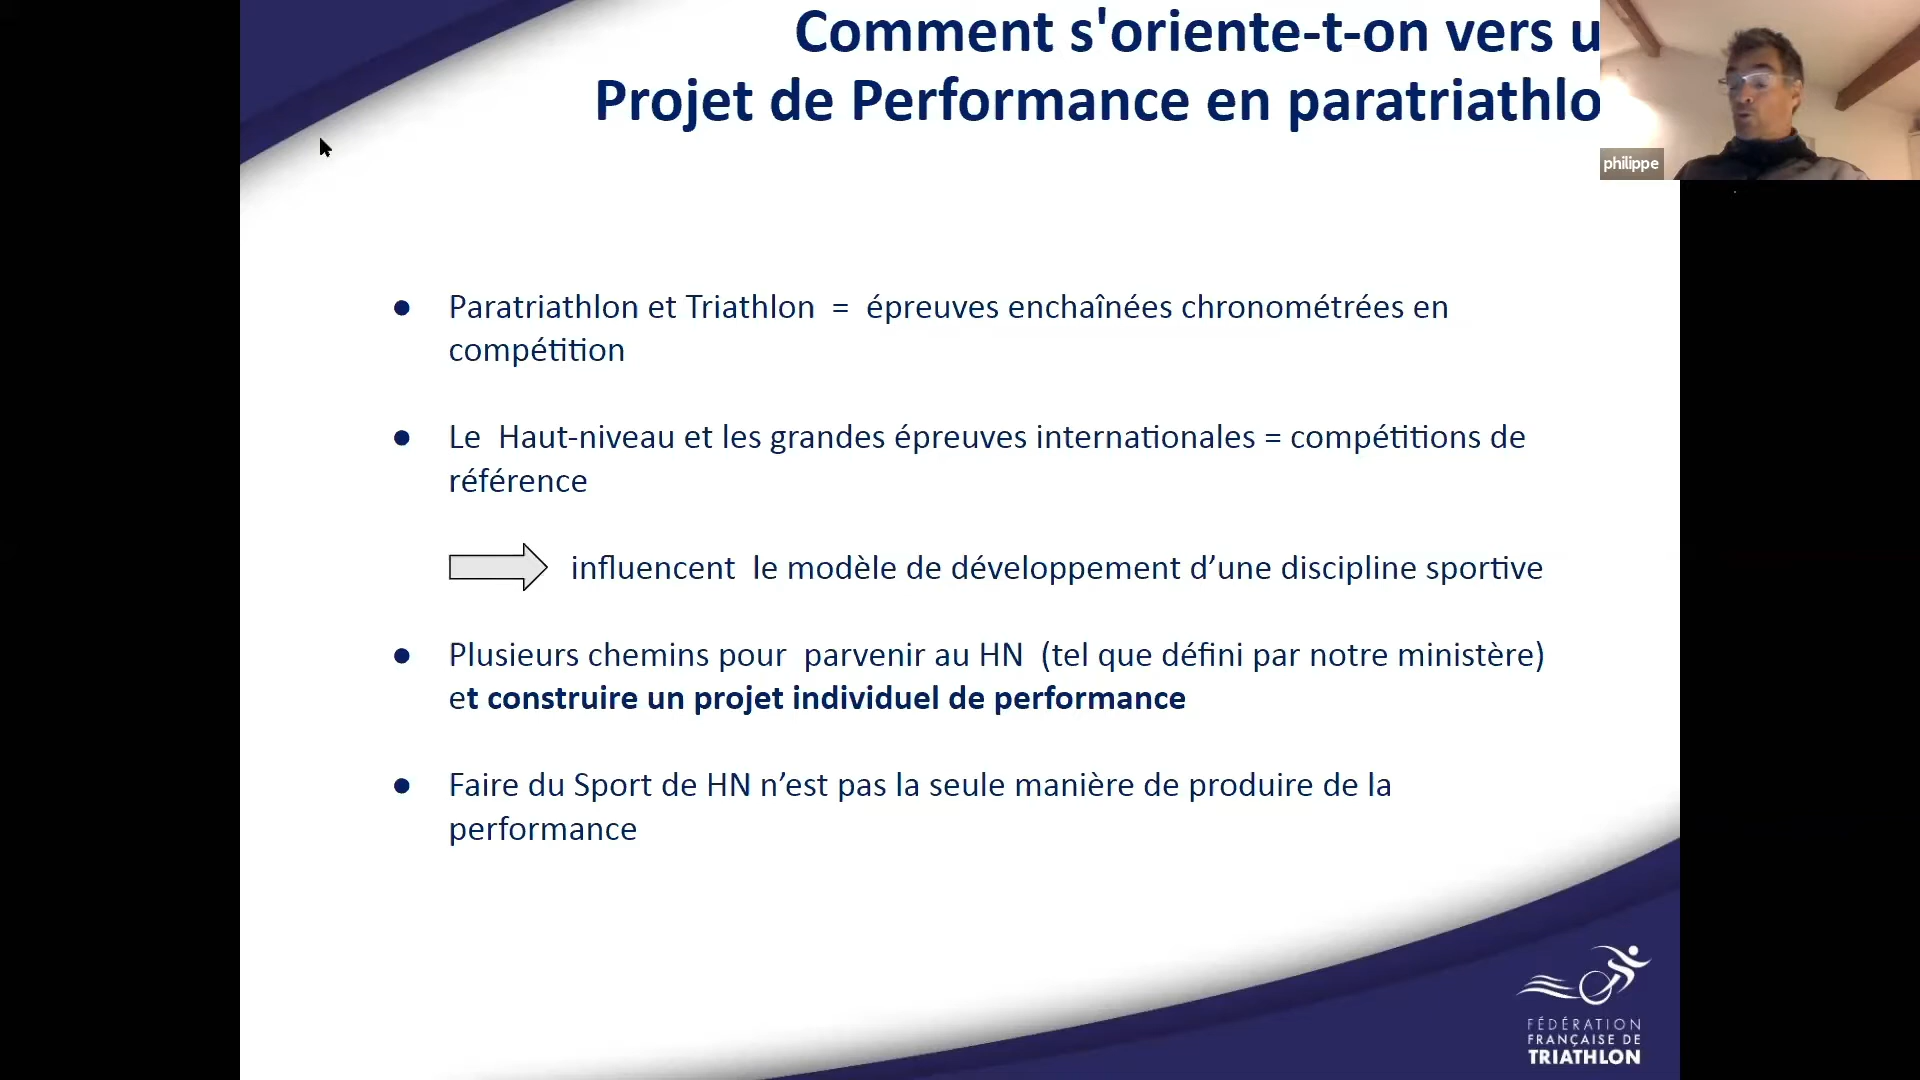 Comment s'oriente-t-on vers u
Projet de Performance en paratriathlo
philippe
● Paratriathlon et Triathlon = épreuves enchaînées chronométrées en
compétition
● Le Haut-niveau et les grandes épreuves internationales = compétitions de
référence
influencent le modèle de développement d’une discipline sportive
● Plusieurs chemins pour parvenir au HN (tel que défini par notre ministère)
et construire un projet individuel de performance
● Faire du Sport de HN n’est pas la seule manière de produire de la
performance
FÉDÉRATION
FRANÇAISE DE
TRIATHLON